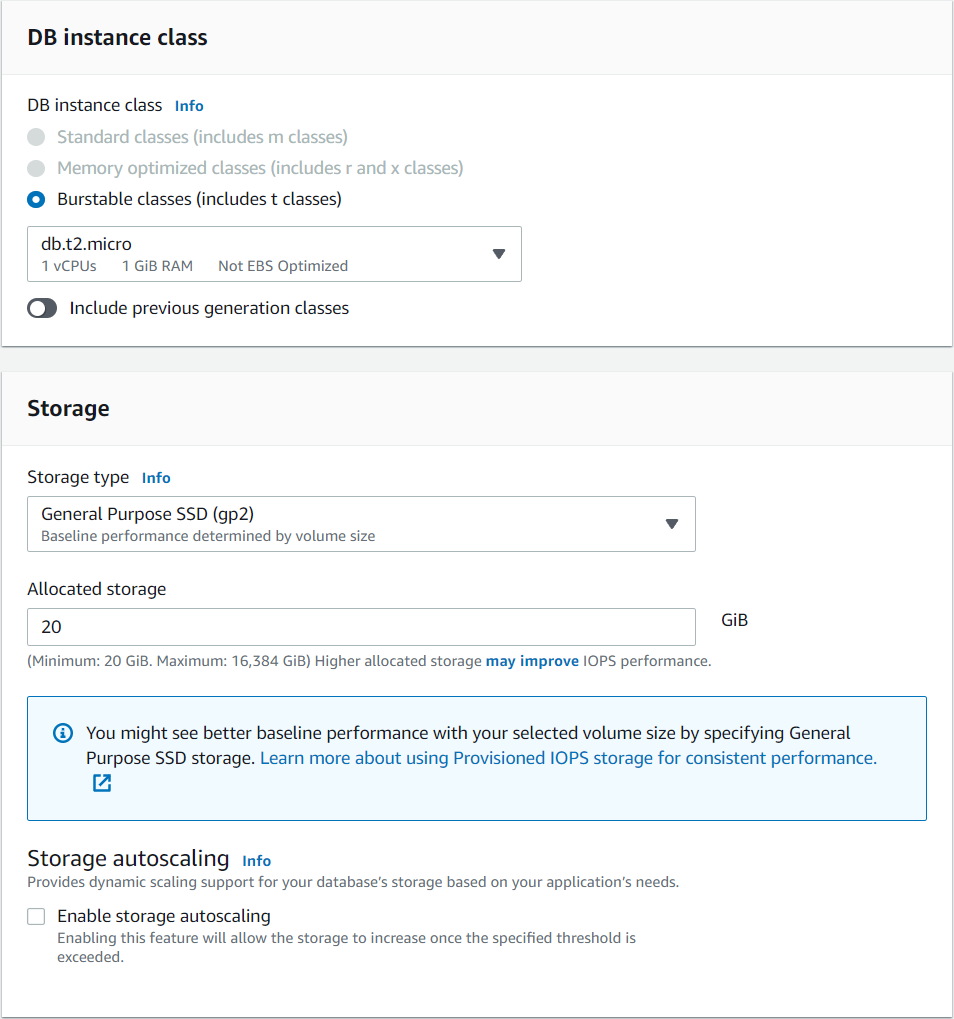 DB instance class
DB instance class Info
Standard classes (includes m classes)
Memory optimized classes (includes r and x classes)
Burstable classes (includes t classes)
db.t2.micro
1 vCPUs 1 GiB RAM Not EBS Optimized
Include previous generation classes
Storage
Storage type Info
General Purpose SSD (gp2)
Baseline performance determined by volume size
Allocated storage
20 GiB
(Minimum: 20 GiB. Maximum: 16,384 GiB) Higher allocated storage may improve IOPS performance.
You might see better baseline performance with your selected volume size by specifying General
Purpose SSD storage. Learn more about using Provisioned IOPS storage for consistent performance.
Storage autoscaling Info
Provides dynamic scaling support for your database's storage based on your application's needs.
Enable storage autoscaling
Enabling this feature will allow the storage to increase once the specified threshold is
exceeded.